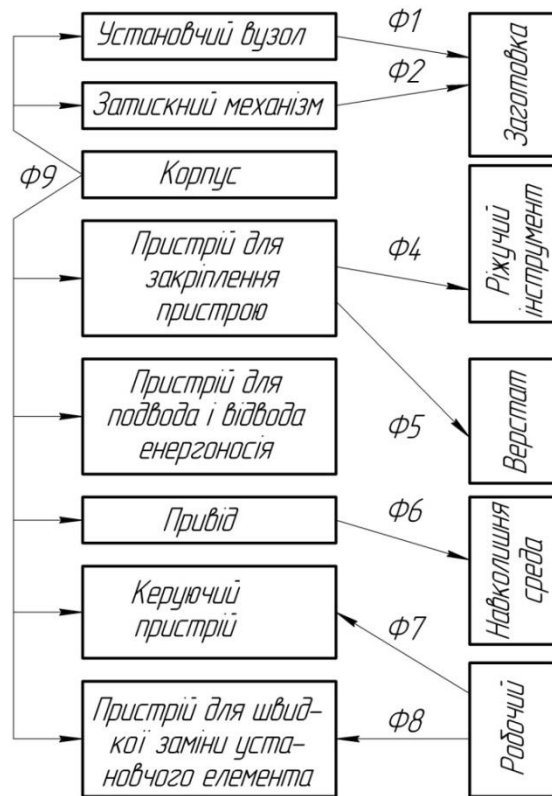 Установчий вузол
Ф1
Заготовка
Затискний механізм
Ф2
Корпус
Ф9
Пристрій для
закріплення
пристрою
Ф4
Ріжучий
інструмент
Пристрій для
подвода і відвода
енергоносія
Ф5
Верстат
Привід
Ф6
Навколишня
среда
Керуючий
пристрій
Ф7
Робочий
Пристрій для швид-
кої заміни уста-
новчого елемента
Ф8